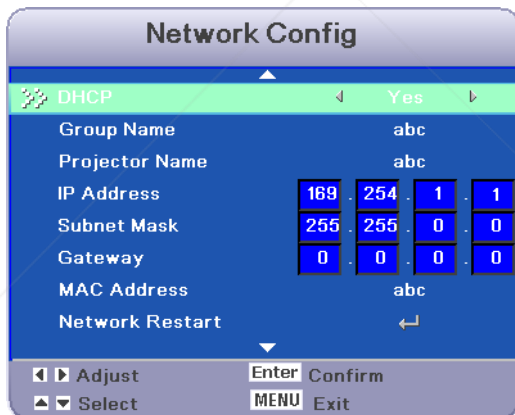 Network Config
DHCP Yes
Group Name abc
Projector Name abc
IP Address 169 . 254 . 1 . 1
Subnet Mask 255 . 255 . 0 . 0
Gateway 0 . 0 . 0 . 0
MAC Address abc
Network Restart
Adjust Enter Confirm
Select MENU Exit